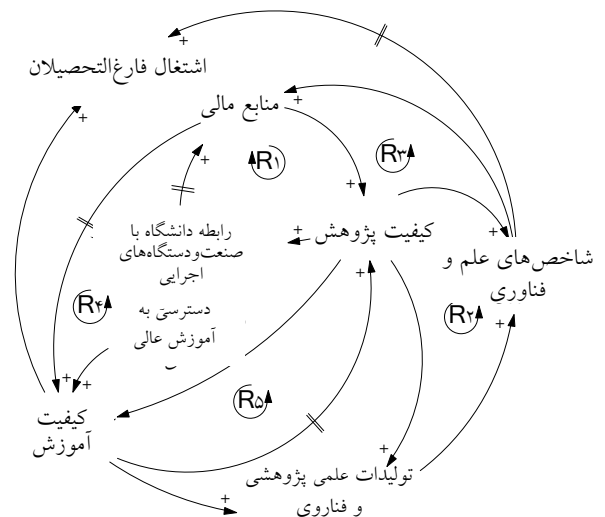 اشتغال فارغ‌التحصیلان
منابع مالی
R۱
R۳
رابطه دانشگاه با
صنعت‌ودستگاه‌های
اجرایی
کیفیت پژوهش
شاخص‌های علم و
فناوری
R۴
دسترسی به
آموزش عالی
R۲
R۵
کیفیت
آموزش
تولیدات علمی پژوهشی
و فناروی
+
+
+
+
+
+
+
+
+
+
+
+
+
+